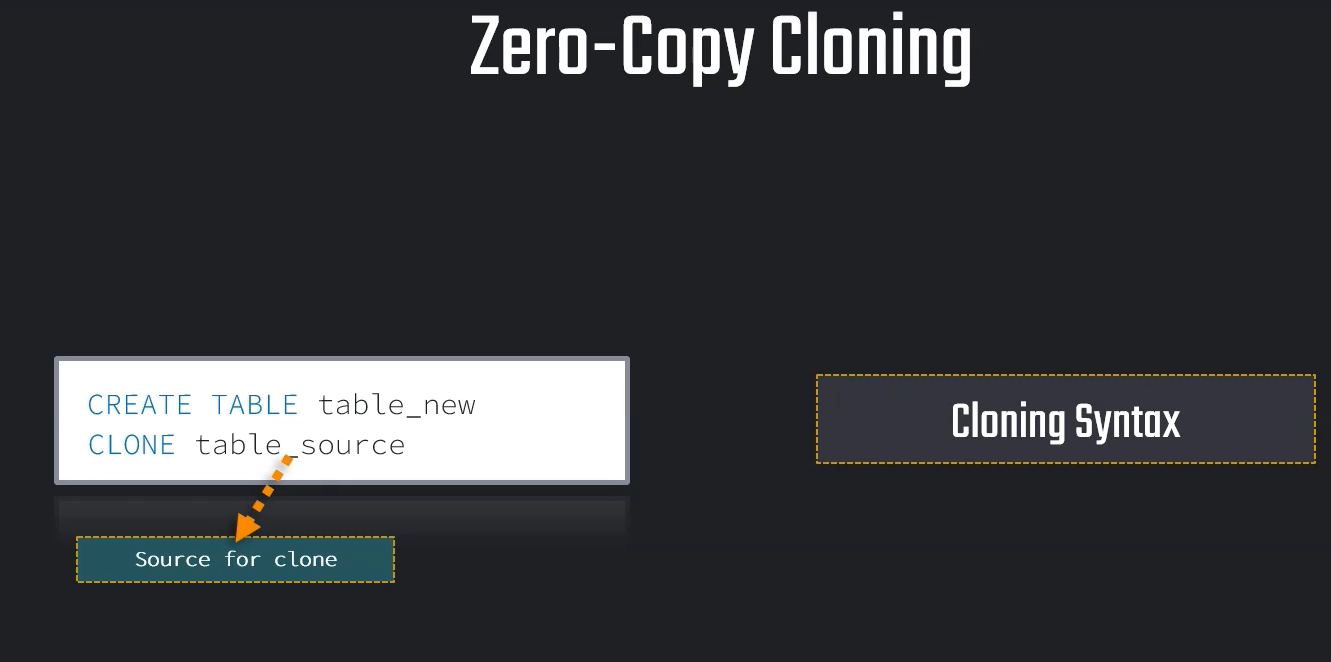 Zero-Copy Cloning
CREATE TABLE table_new
CLONE table_source
Cloning Syntax
Source for clone